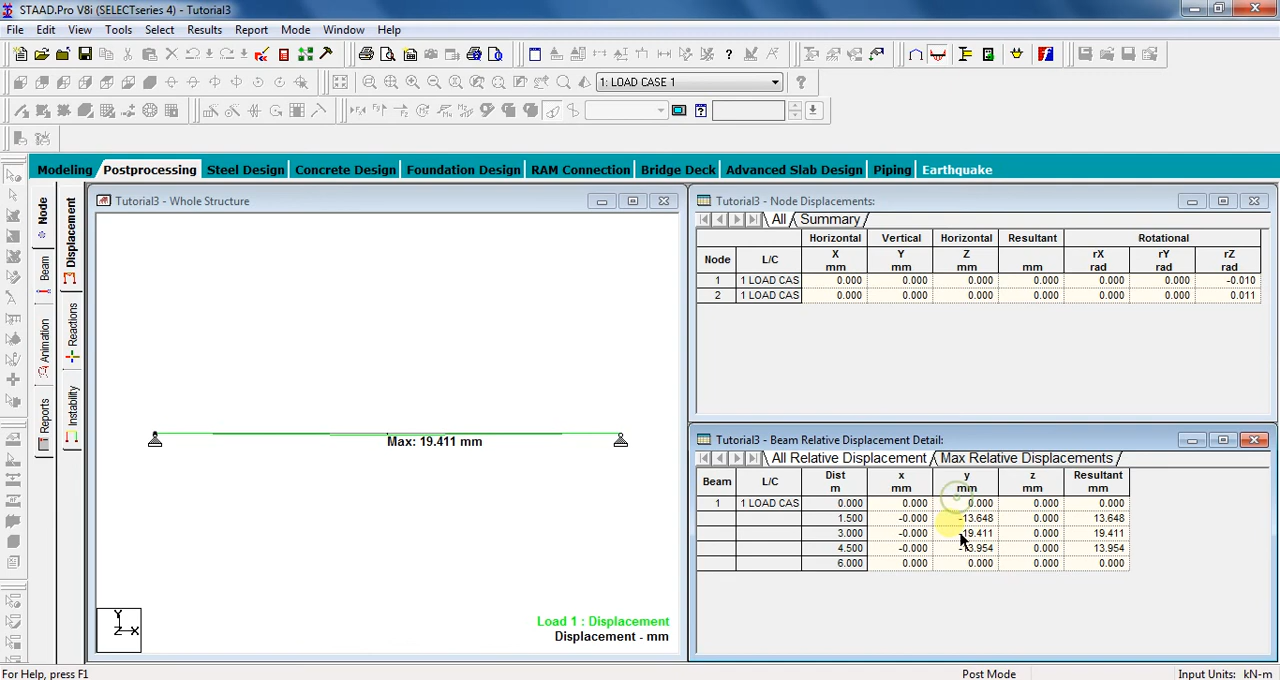 STAAD.Pro V8i (SELECTseries 4) - Tutorial3
File Edit View Tools Select Results Report Mode Window Help
1: LOAD CASE 1
Modeling Postprocessing Steel Design Concrete Design Foundation Design RAM Connection Bridge Deck Advanced Slab Design Piping Earthquake
Node
Beam
Animation
Reports
Displacement
Reactions
Instability
Tutorial3 - Whole Structure
Max: 19.411 mm
Y
Z X
Load 1 : Displacement
Displacement - mm
Tutorial3 - Node Displacements:
All Summary
Horizontal Vertical Horizontal Resultant Rotational
Node L/C X mm Y mm Z mm mm rX rad rY rad rZ rad
1 1 LOAD CAS 0.000 0.000 0.000 0.000 0.000 0.000 -0.010
2 1 LOAD CAS 0.000 0.000 0.000 0.000 0.000 0.000 0.011
Tutorial3 - Beam Relative Displacement Detail:
All Relative Displacement Max Relative Displacements
Beam L/C Dist m x mm y mm z mm Resultant mm
1 1 LOAD CAS 0.000 0.000 0.000 0.000 0.000
1.500 -0.000 -13.648 0.000 13.648
3.000 -0.000 -19.411 0.000 19.411
4.500 -0.000 -13.954 0.000 13.954
6.000 0.000 0.000 0.000 0.000
For Help, press F1
Post Mode
Input Units: kN-m